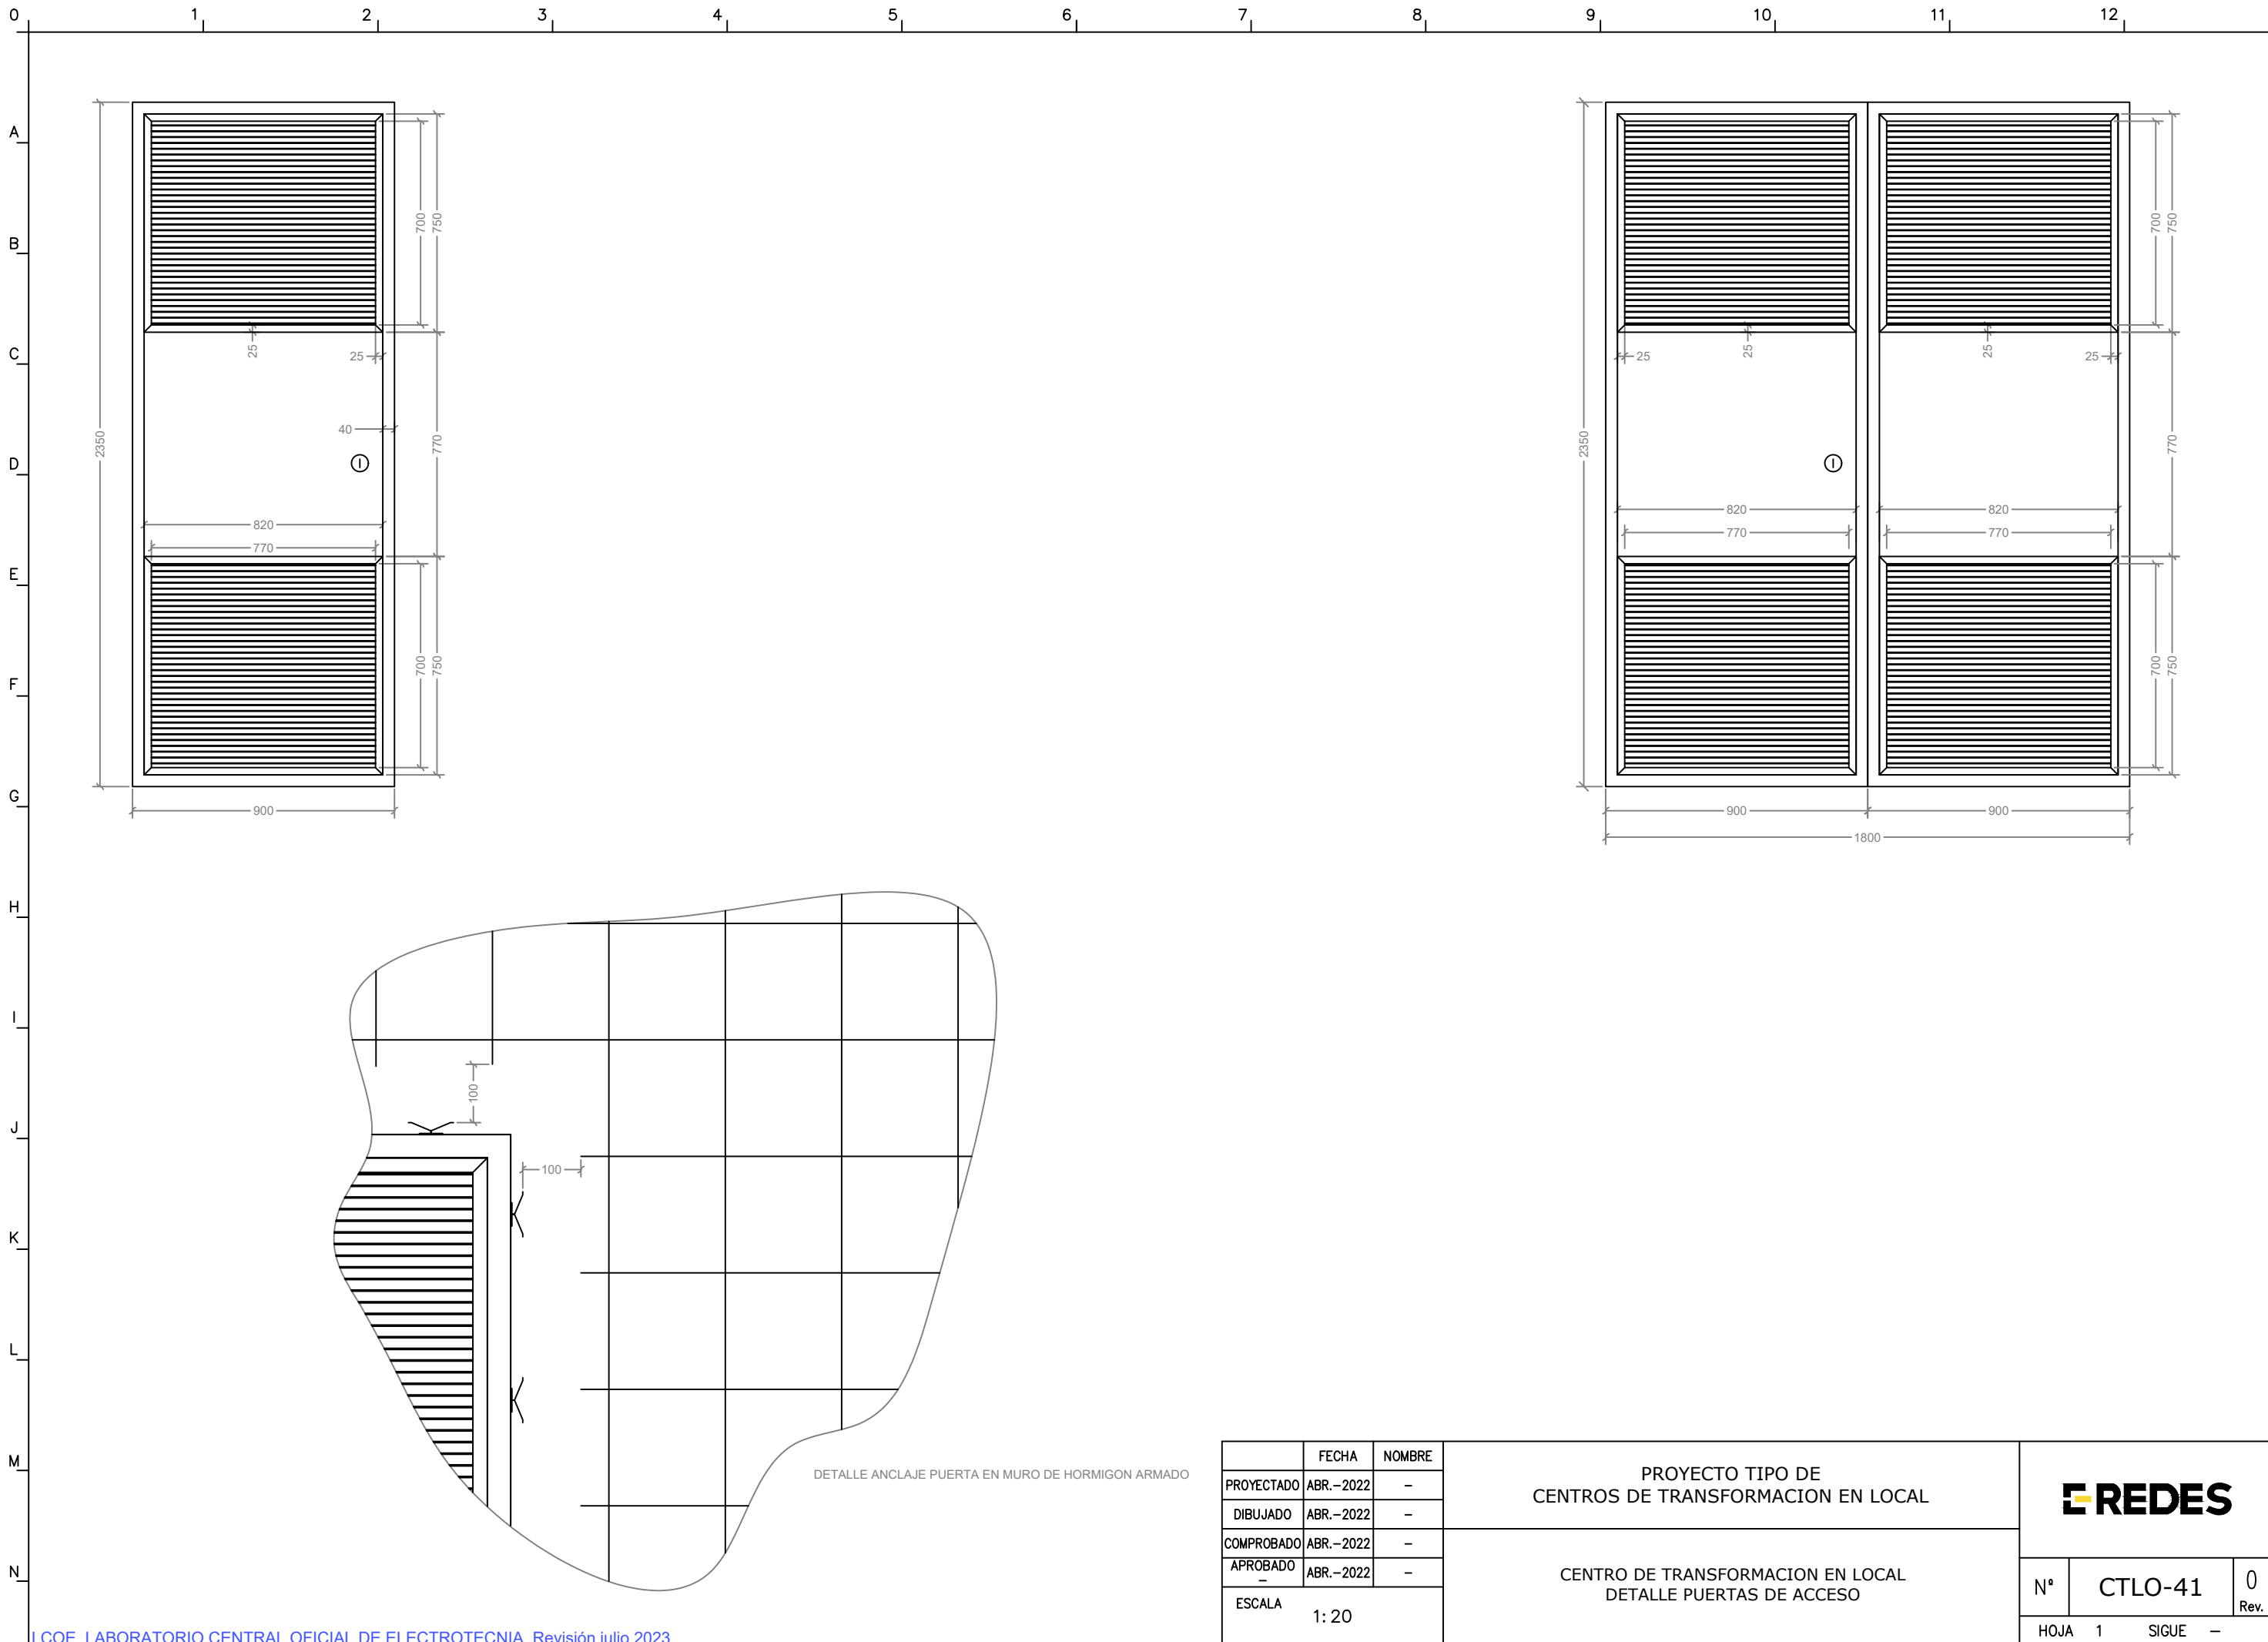 0 1 2 3 4 5 6 7 8 9 10 11 12
A
B
C
D
E
F
G
H
I
J
K
L
M
N
2350
700
750
25
25
40
770
820
770
700
750
900
2350
700
750
25
25
25
25
770
820
820
770
770
700
750
900
900
1800
100
100
DETALLE ANCLAJE PUERTA EN MURO DE HORMIGON ARMADO
FECHA NOMBRE
PROYECTADO ABR.-2022 -
DIBUJADO ABR.-2022 -
COMPROBADO ABR.-2022 -
APROBADO - ABR.-2022 -
ESCALA
1:20
PROYECTO TIPO DE
CENTROS DE TRANSFORMACION EN LOCAL
CENTRO DE TRANSFORMACION EN LOCAL
DETALLE PUERTAS DE ACCESO
E-REDES
Nº CTLO-41 0
Rev.
HOJA 1 SIGUE -
LCOE. LABORATORIO CENTRAL OFICIAL DE ELECTROTECNIA. Revisión julio 2023